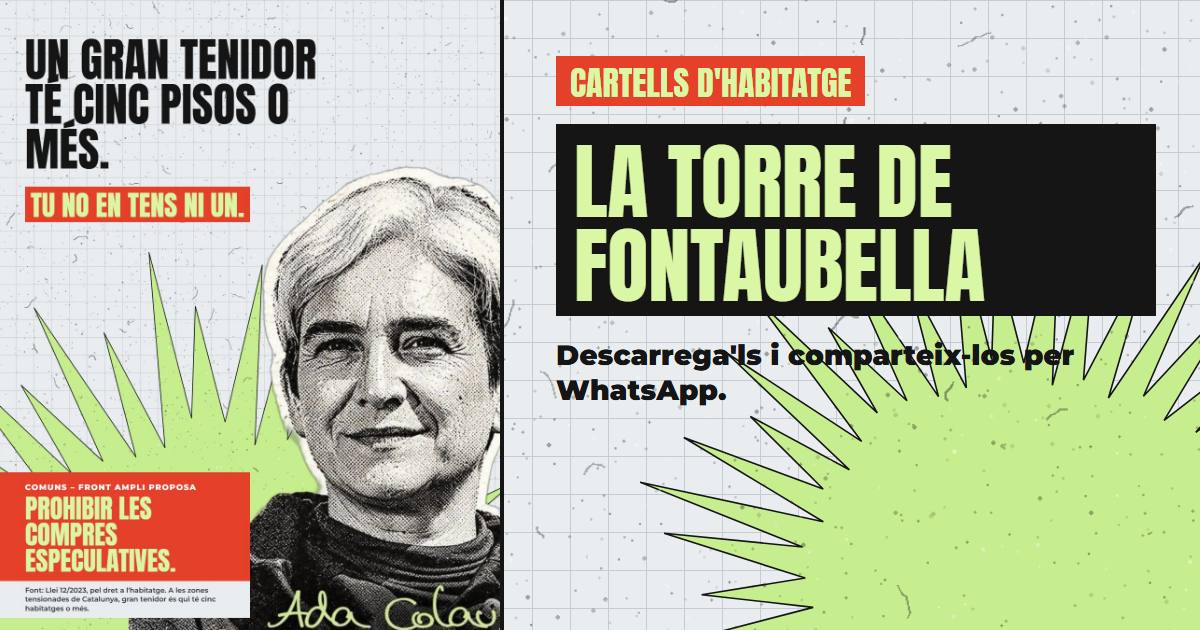 UN GRAN TENIDOR
TÉ CINC PISOS O
MÉS.
TU NO EN TENS NI UN.
COMUNS – FRONT AMPLI PROPOSA
PROHIBIR LES
COMPRES
ESPECULATIVES.
Font: Llei 12/2023, pel dret a l'habitatge. A les zones
tensionades de Catalunya, gran tenidor és qui té cinc
habitatges o més.
Ada Colau
CARTELLS D'HABITATGE
LA TORRE DE
FONTAUBELLA
Descarrega'ls i comparteix-los per
WhatsApp.